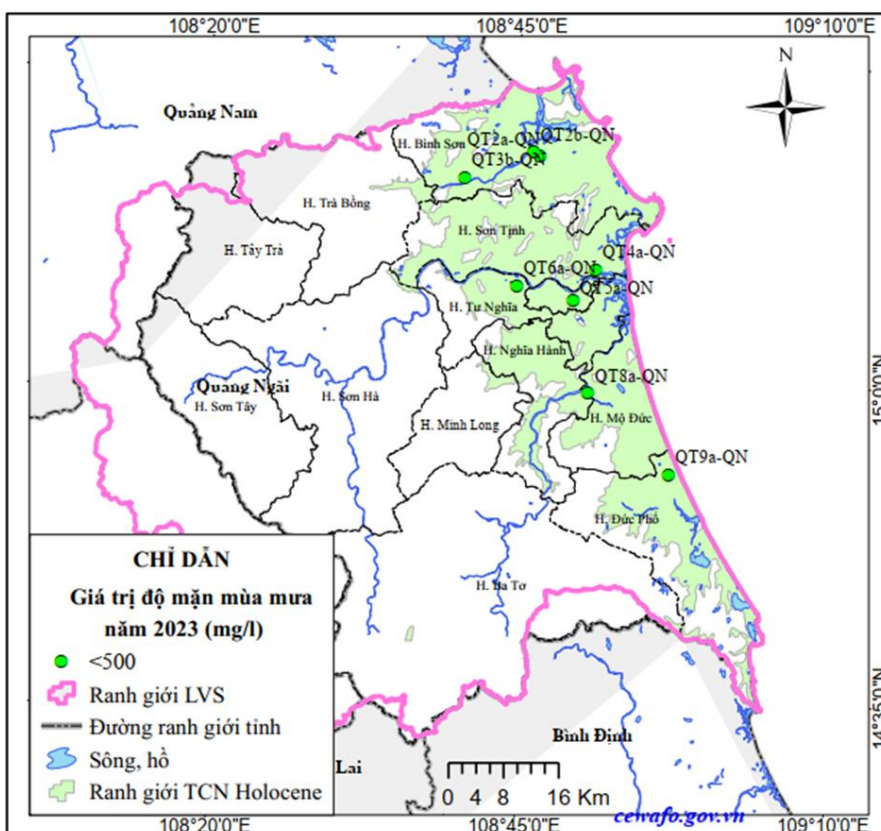 108°20'0"E 108°45'0"E 109°10'0"E
N
Quảng Nam
H. Bình Sơn
QT2a-QN
QT2b-QN
QT3b-QN
H. Trà Bồng
H. Sơn Tịnh
H. Tây Trà
QT4a-QN
QT6a-QN
QT5a-QN
H. Tư Nghĩa
H. Nghĩa Hành
15°0'0"N
Quảng Ngãi
H. Sơn Tây
H. Sơn Hà
QT8a-QN
H. Minh Long
H. Mộ Đức
QT9a-QN
H. Đức Phổ
H. Ba Tơ
CHỈ DẪN
Giá trị độ mặn mùa mưa
năm 2023 (mg/l)
<500
Ranh giới LVS
Đường ranh giới tỉnh
Sông, hồ
Ranh giới TCN Holocene
14°35'0"N
Bình Định
Lai
0 4 8 16 Km
cewafo.gov.vn
108°20'0"E 108°45'0"E 109°10'0"E